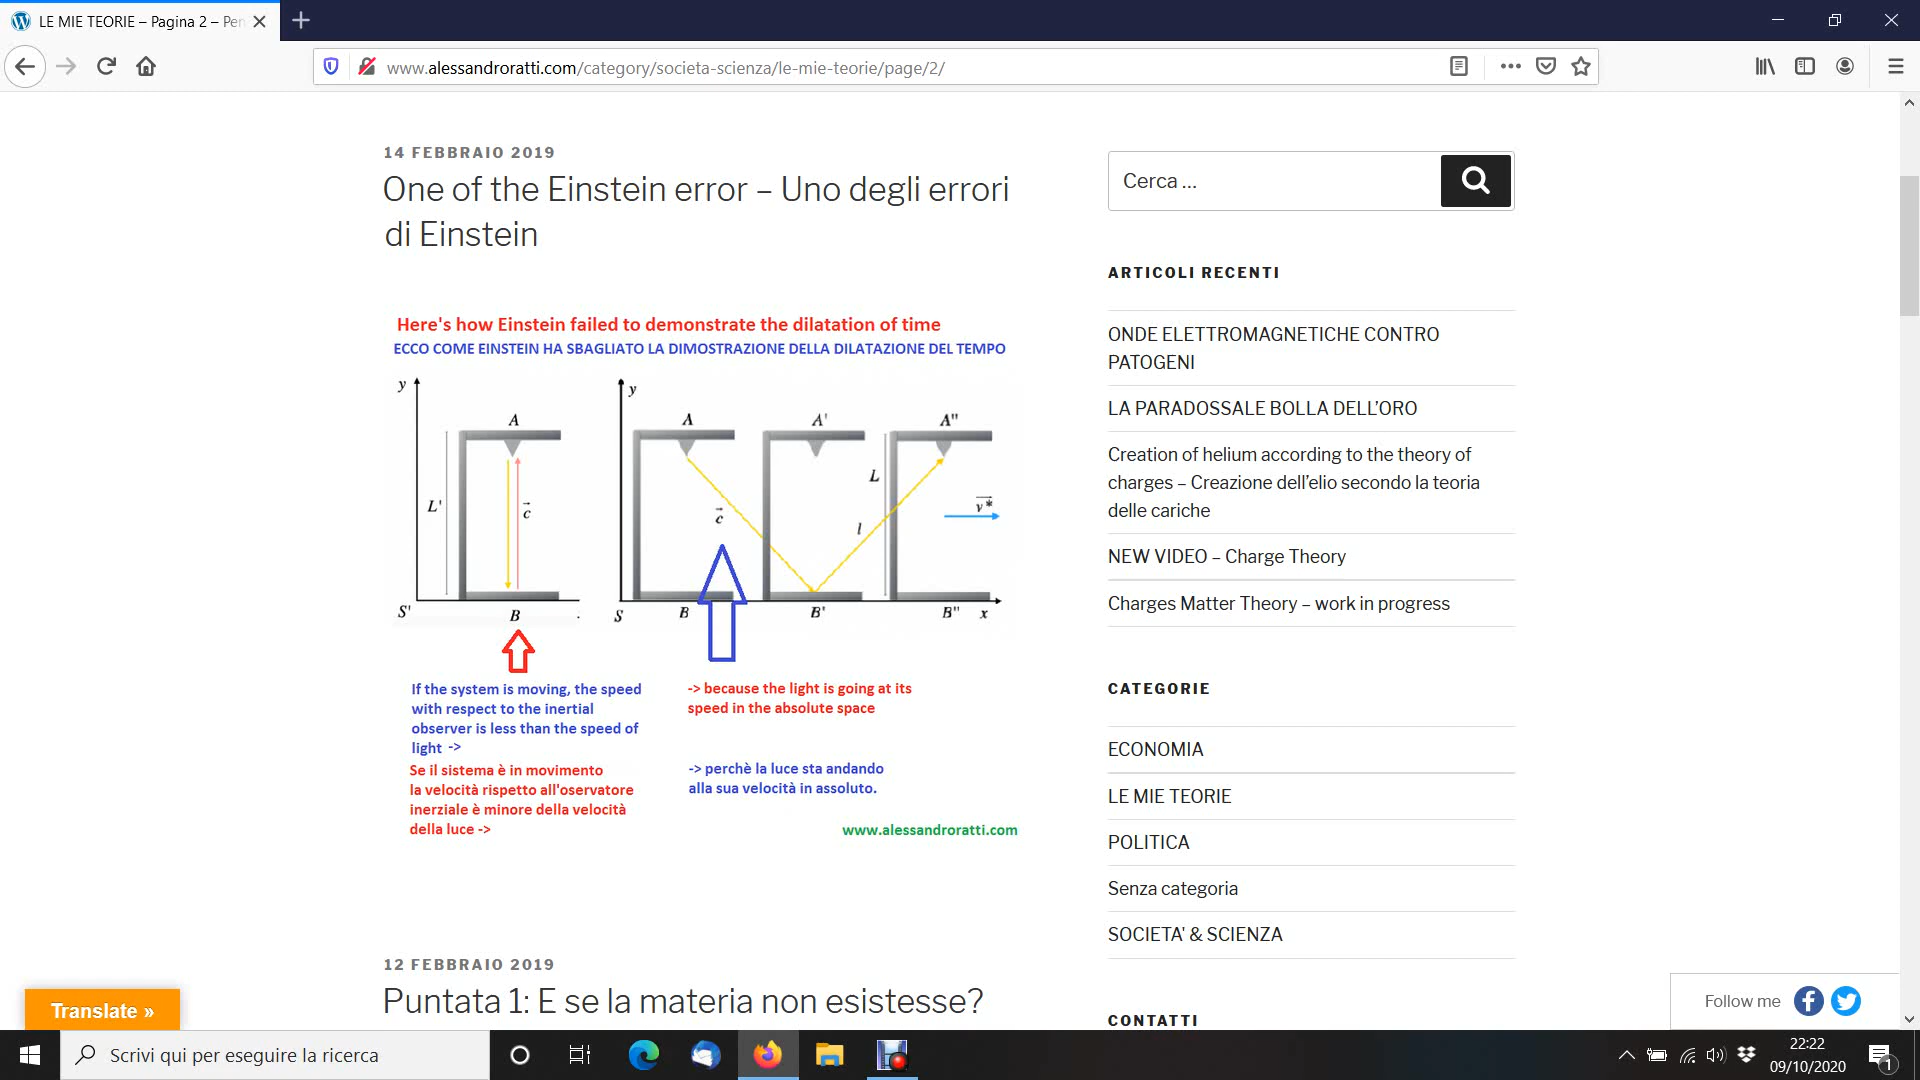 LE MIE TEORIE – Pagina 2 – Pen
www.alessandroratti.com/category/societa-scienza/le-mie-teorie/page/2/
14 FEBBRAIO 2019
One of the Einstein error – Uno degli errori
di Einstein
Here's how Einstein failed to demonstrate the dilatation of time
ECCO COME EINSTEIN HA SBAGLIATO LA DIMOSTRAZIONE DELLA DILATAZIONE DEL TEMPO
y
A
L'
c
S'
B
y
A
A'
A"
L
c
l
v*
S
B
B'
B"
x
If the system is moving, the speed
with respect to the inertial
observer is less than the speed of
light ->
Se il sistema è in movimento
la velocità rispetto all'oservatore
inerziale è minore della velocità
della luce ->
-> because the light is going at its
speed in the absolute space
-> perchè la luce sta andando
alla sua velocità in assoluto.
www.alessandroratti.com
12 FEBBRAIO 2019
Puntata 1: E se la materia non esistesse?
Cerca ...
ARTICOLI RECENTI
ONDE ELETTROMAGNETICHE CONTRO
PATOGENI
LA PARADOSSALE BOLLA DELL'ORO
Creation of helium according to the theory of
charges – Creazione dell'elio secondo la teoria
delle cariche
NEW VIDEO – Charge Theory
Charges Matter Theory – work in progress
CATEGORIE
ECONOMIA
LE MIE TEORIE
POLITICA
Senza categoria
SOCIETA' & SCIENZA
CONTATTI
Translate »
Follow me
Scrivi qui per eseguire la ricerca
22:22
09/10/2020
1